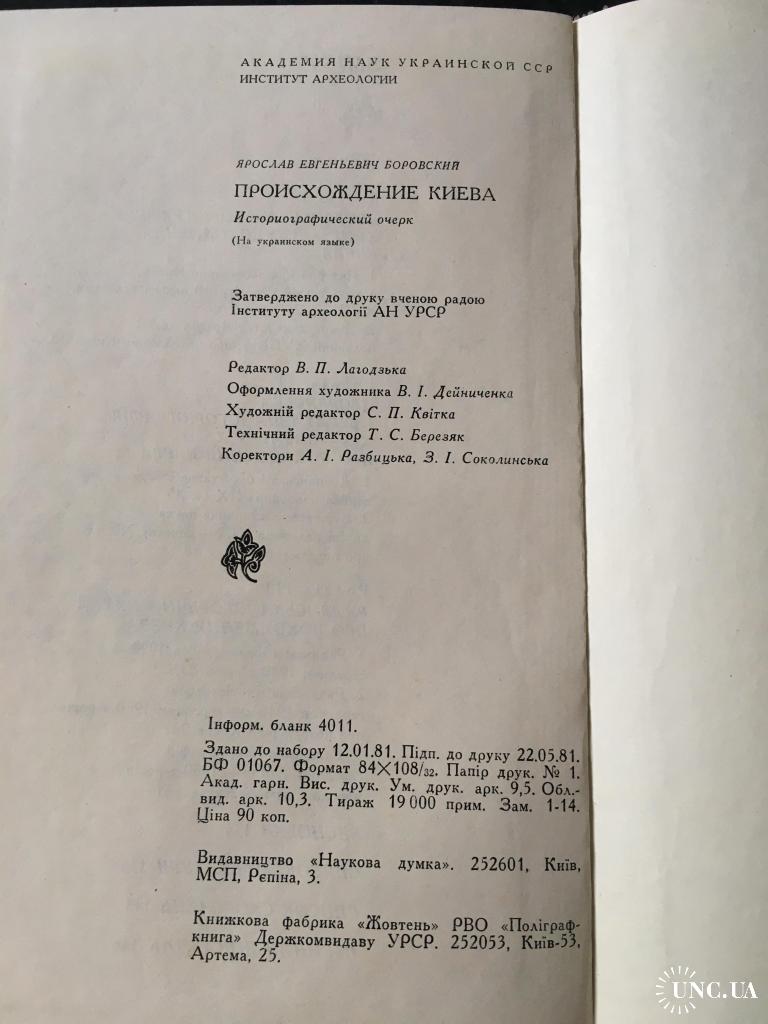 АКАДЕМИЯ НАУК УКРАИНСКОЙ ССР
ИНСТИТУТ АРХЕОЛОГИИ
ЯРОСЛАВ ЕВГЕНЬЕВИЧ БОРОВСКИЙ
ПРОИСХОЖДЕНИЕ КИЕВА
Историографический очерк
(На украинском языке)
Затверджено до друку вченою радою
Інституту археології АН УРСР
Редактор В. П. Лагодзька
Оформлення художника В. І. Дейниченка
Художній редактор С. П. Квітка
Технічний редактор Т. С. Березяк
Коректори А. І. Разбицька, З. І. Соколинська
Інформ. бланк 4011.
Здано до набору 12.01.81. Підп. до друку 22.05.81.
БФ 01067. Формат 84×108/32. Папір друк. № 1.
Акад. гарн. Вис. друк. Ум. друк. арк. 9,5. Обл.-
вид. арк. 10,3. Тираж 19 000 прим. Зам. 1-14.
Ціна 90 коп.
Видавництво «Наукова думка». 252601, Київ,
МСП, Рєпіна, 3.
Книжкова фабрика «Жовтень» РВО «Поліграф-
книга» Держкомвидаву УРСР. 252053, Київ-53,
Артема, 25.
UNC.UA